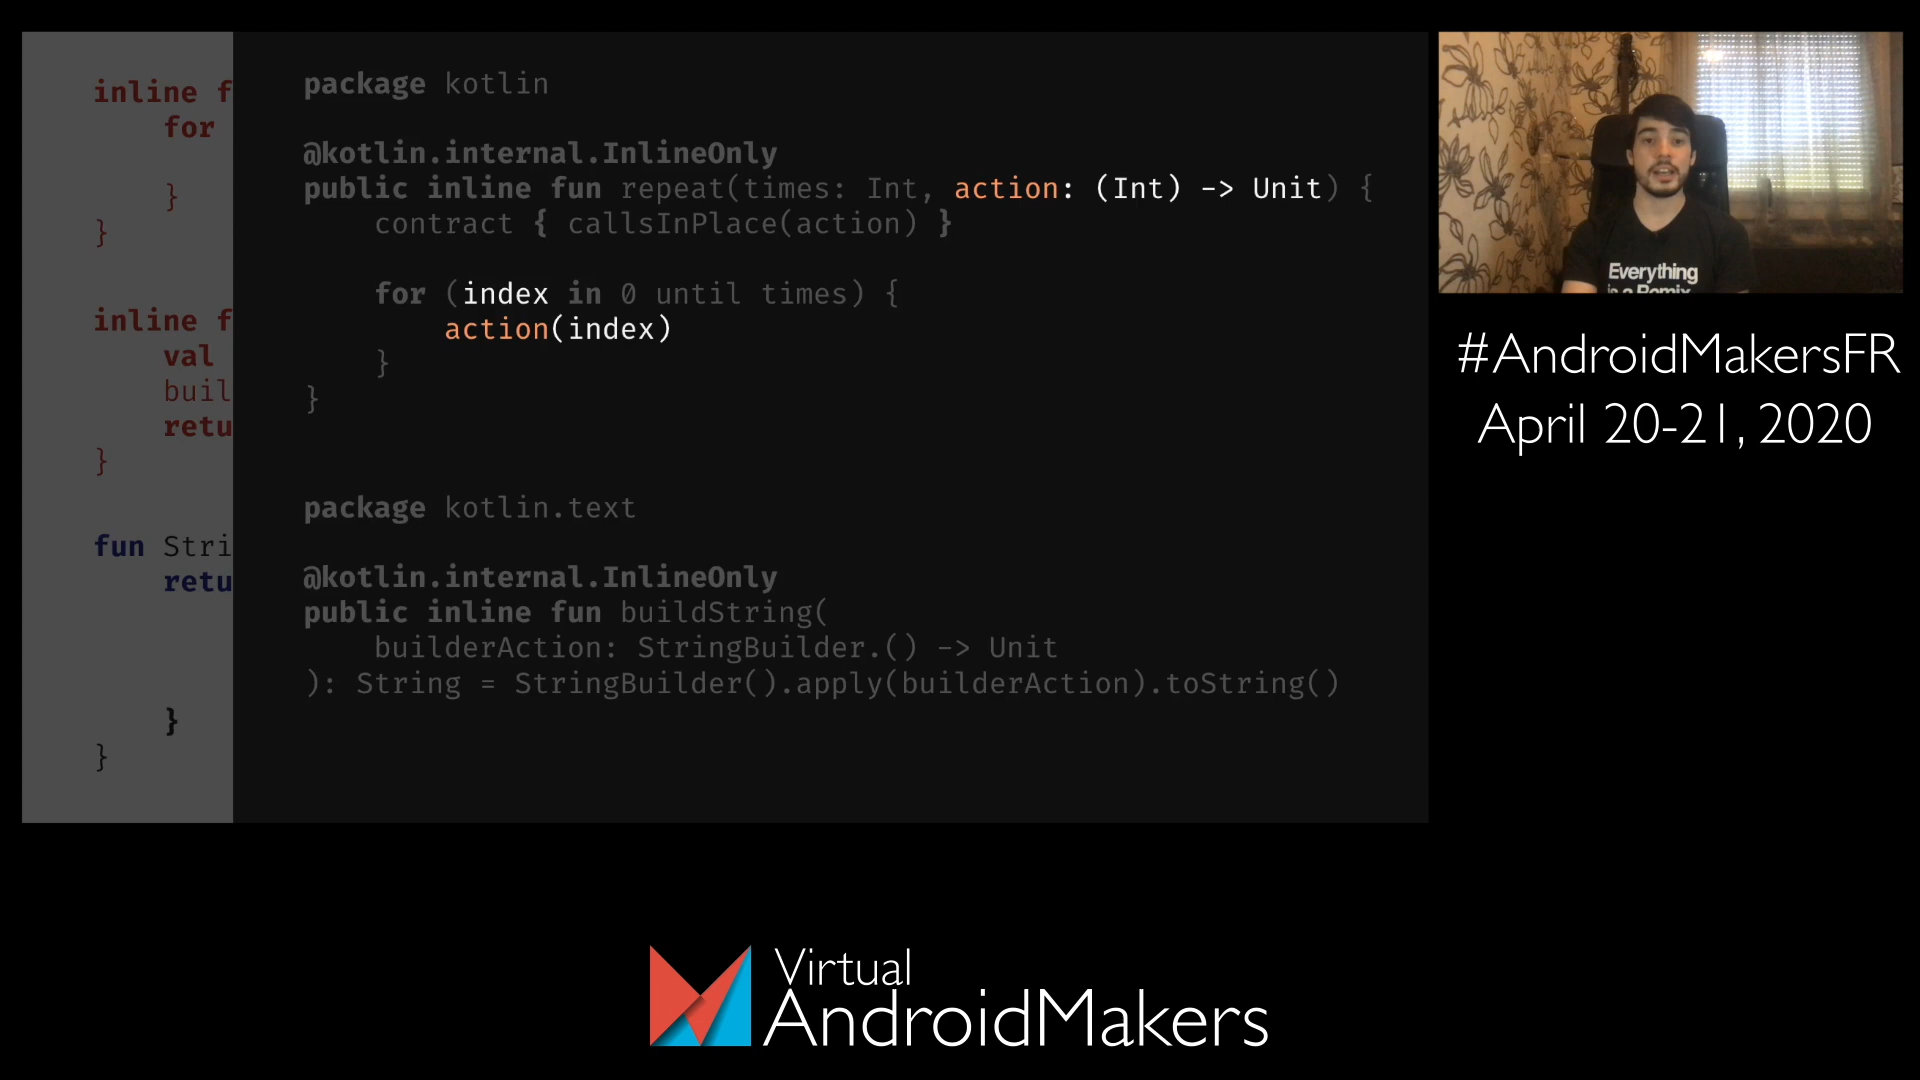 inline f
for
}
}
inline f
val
buil
retu
}
fun Stri
retu
}
}
package kotlin
@kotlin.internal.InlineOnly
public inline fun repeat(times: Int, action: (Int) -> Unit) {
contract { callsInPlace(action) }
for (index in 0 until times) {
action(index)
}
}
package kotlin.text
@kotlin.internal.InlineOnly
public inline fun buildString(
builderAction: StringBuilder.() -> Unit
): String = StringBuilder().apply(builderAction).toString()
Everything
is a Remix
#AndroidMakersFR
April 20-21, 2020
Virtual
AndroidMakers